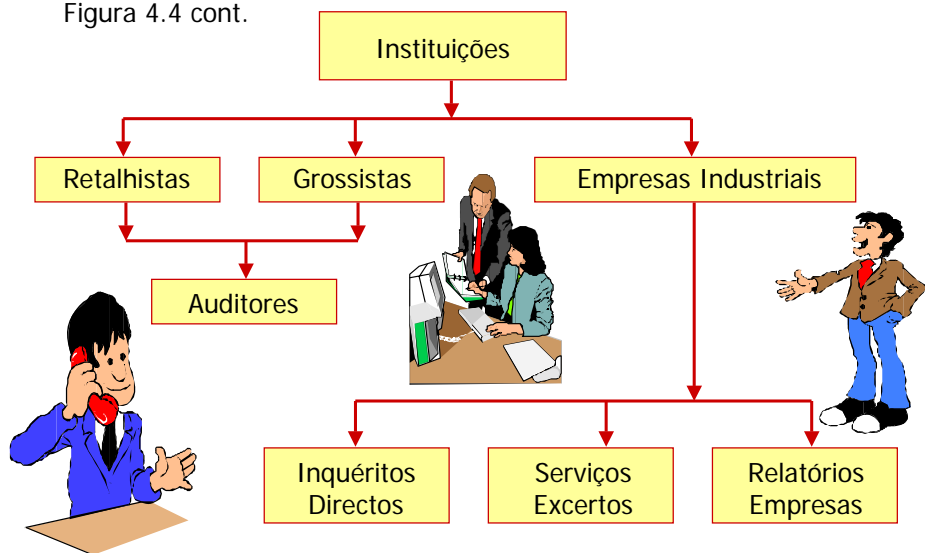 Figura 4.4 cont.
Instituições
Retalhistas
Grossistas
Empresas Industriais
Auditores
Inquéritos
Directos
Serviços
Excertos
Relatórios
Empresas